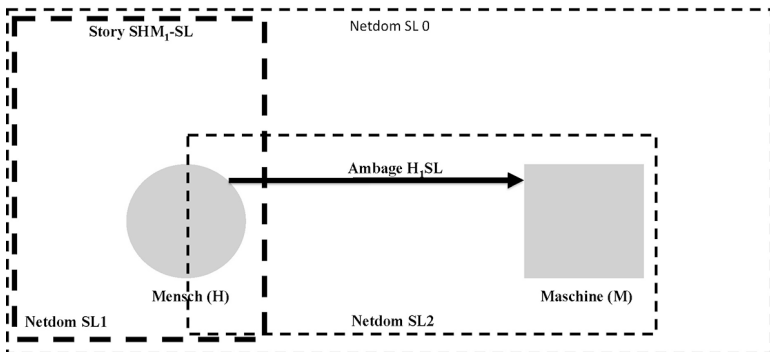 Story SHM₁-SL
Netdom SL 0
Ambage H₁SL
Mensch (H)
Maschine (M)
Netdom SL1
Netdom SL2